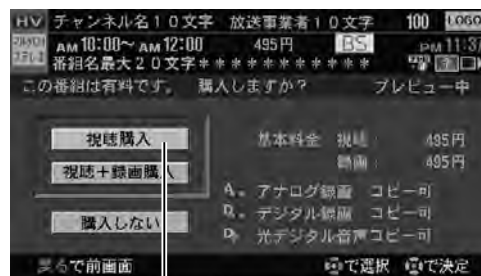 HV チャンネル名10文字 放送事業者10文字 100 LOGO
AM10:00~AM12:00 495円 BS PM11:37
番組名最大20文字**********
この番組は有料です。 購入しますか? プレビュー中
視聴購入 基本料金 視聴 495円
視聴+録画購入 録画 495円
A. アナログ録画 コピー可
購入しない D. デジタル録画 コピー可
D. 光デジタル音声コピー可
戻るで前画面 で選択 で決定